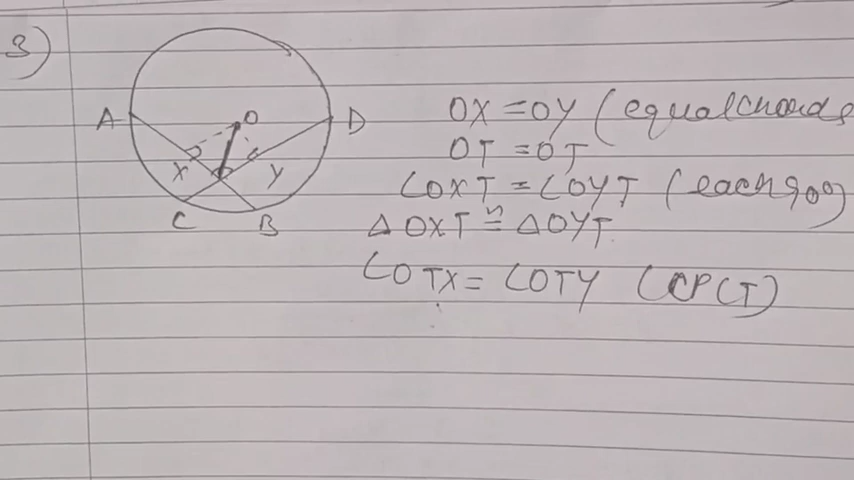 3)
A
O
D
X
Y
C
B
OX = OY (equal chords
OT = OT
∠OXT = ∠OYT (each 90°)
Δ OXT ≅ Δ OYT
∠OTX = ∠OTY (CPCT)